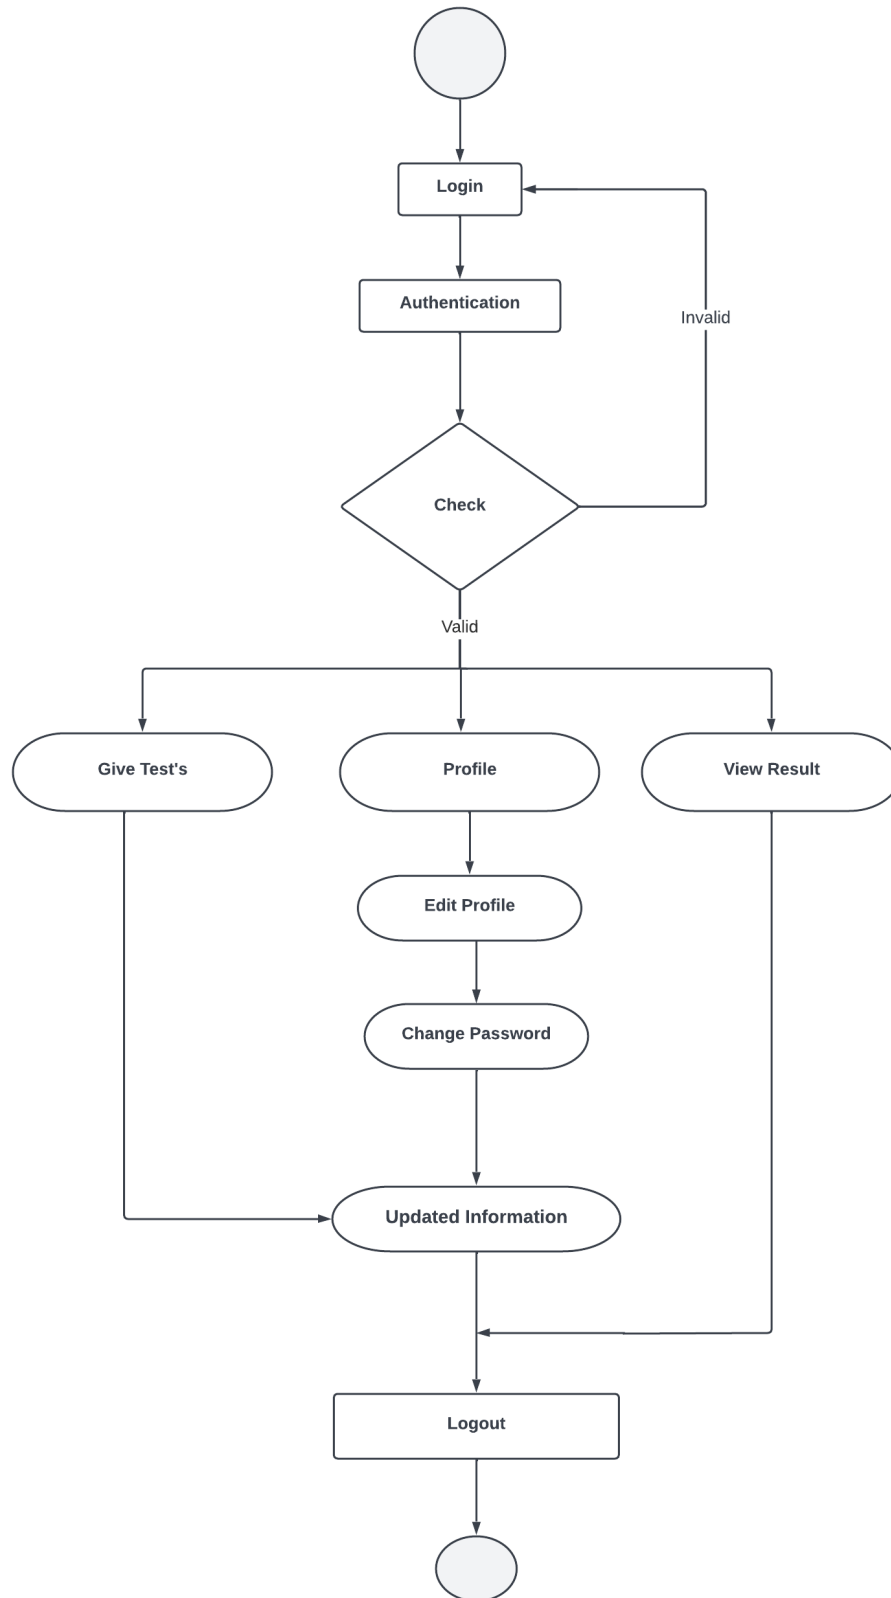 Login
Authentication
Invalid
Check
Valid
Give Test's
Profile
View Result
Edit Profile
Change Password
Updated Information
Logout